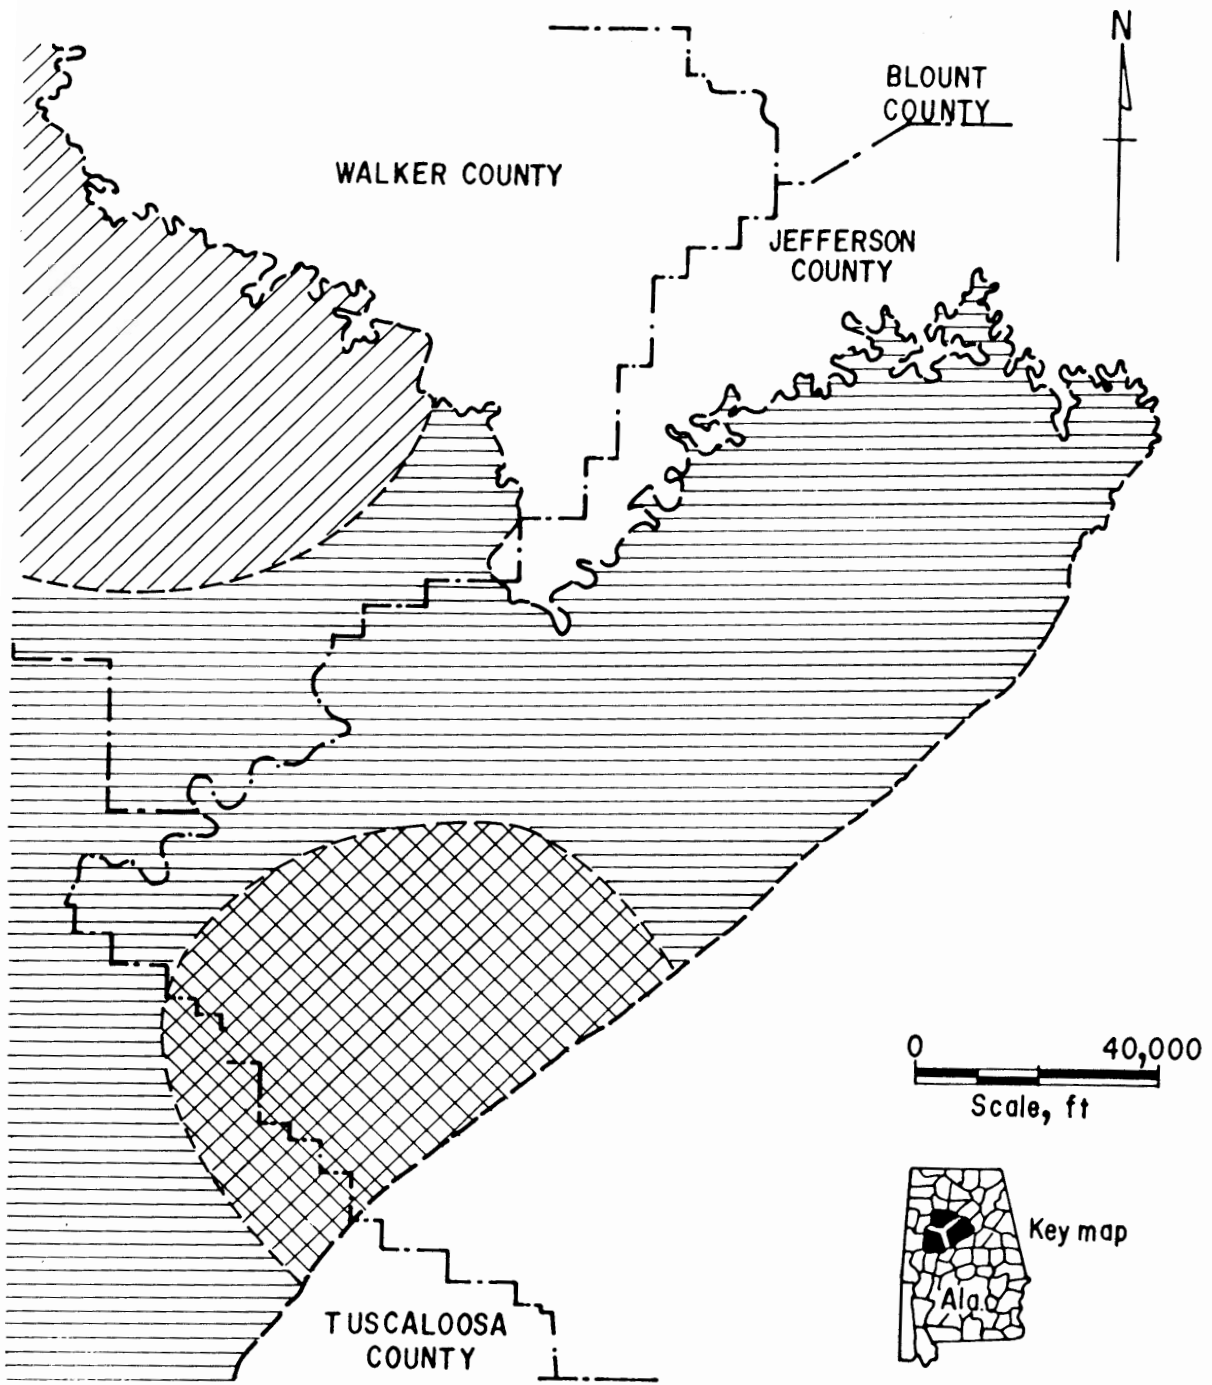 N
BLOUNT
COUNTY
WALKER COUNTY
JEFFERSON
COUNTY
0 40,000
Scale, ft
Key map
Ala.
TUSCALOOSA
COUNTY